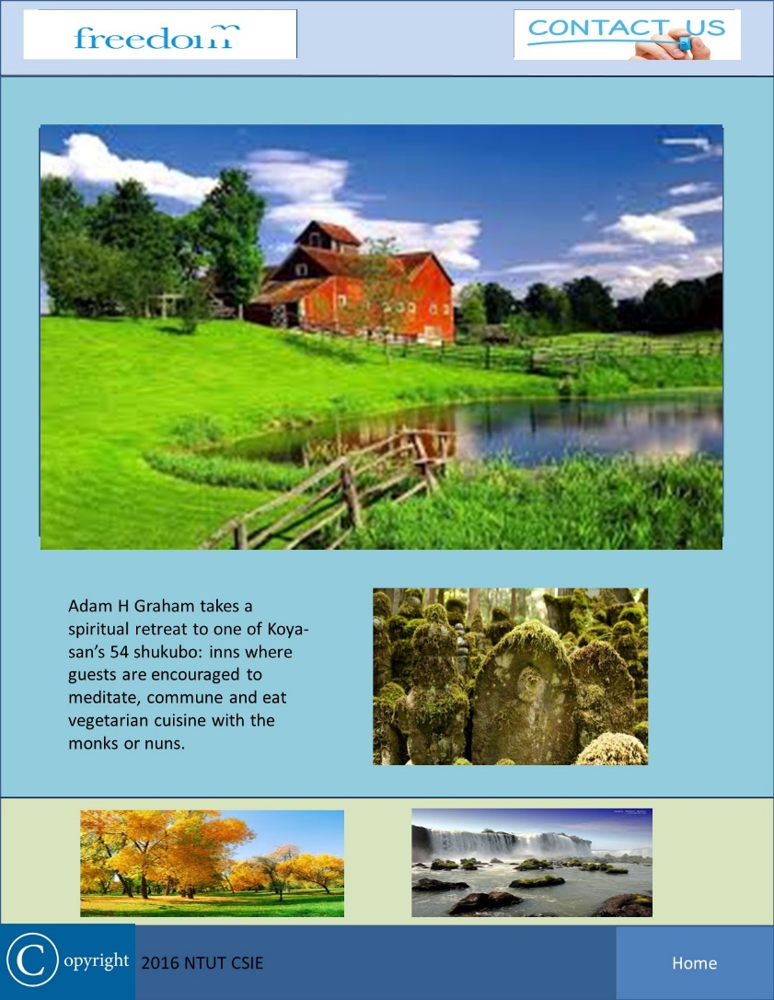 freedom
CONTACT US
Adam H Graham takes a
spiritual retreat to one of Koya-
san's 54 shukubo: inns where
guests are encouraged to
meditate, commune and eat
vegetarian cuisine with the
monks or nuns.
Copyright 2016 NTUT CSIE
Home